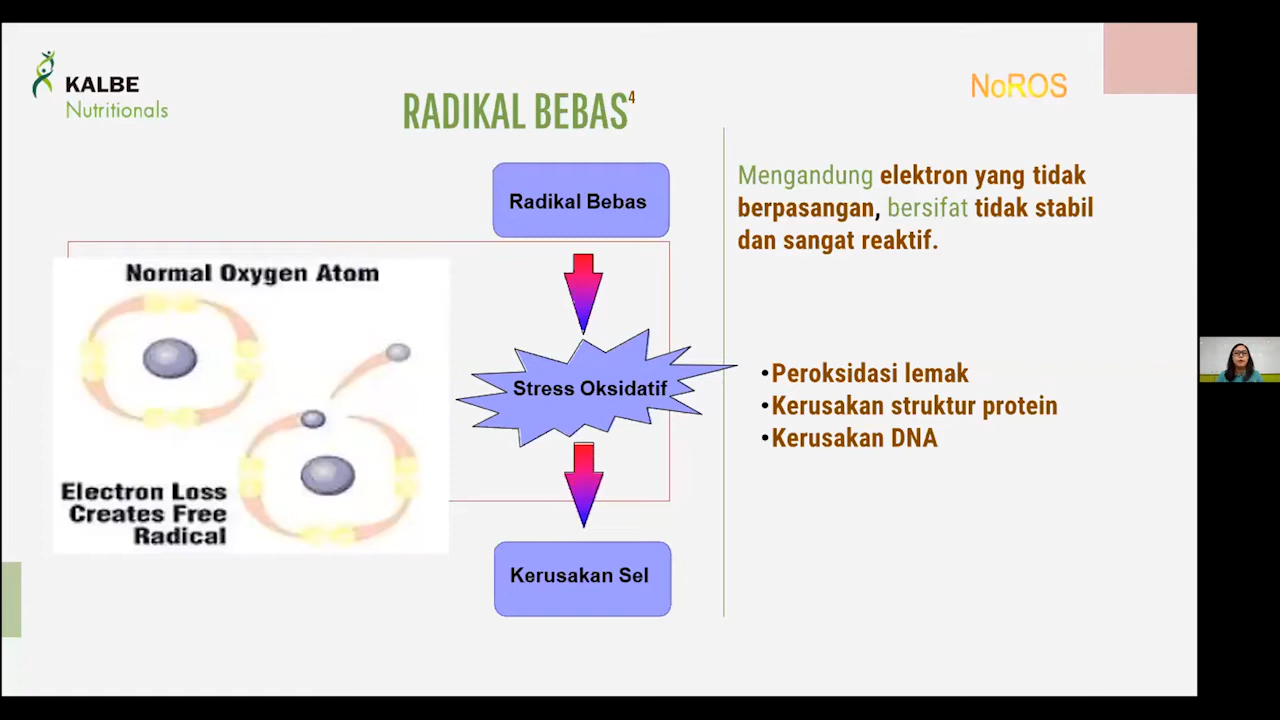 KALBE
Nutritionals
NoROS
RADIKAL BEBAS4
Radikal Bebas
Normal Oxygen Atom
Electron Loss
Creates Free
Radical
Stress Oksidatif
Kerusakan Sel
Mengandung elektron yang tidak
berpasangan, bersifat tidak stabil
dan sangat reaktif.
•Peroksidasi lemak
•Kerusakan struktur protein
•Kerusakan DNA